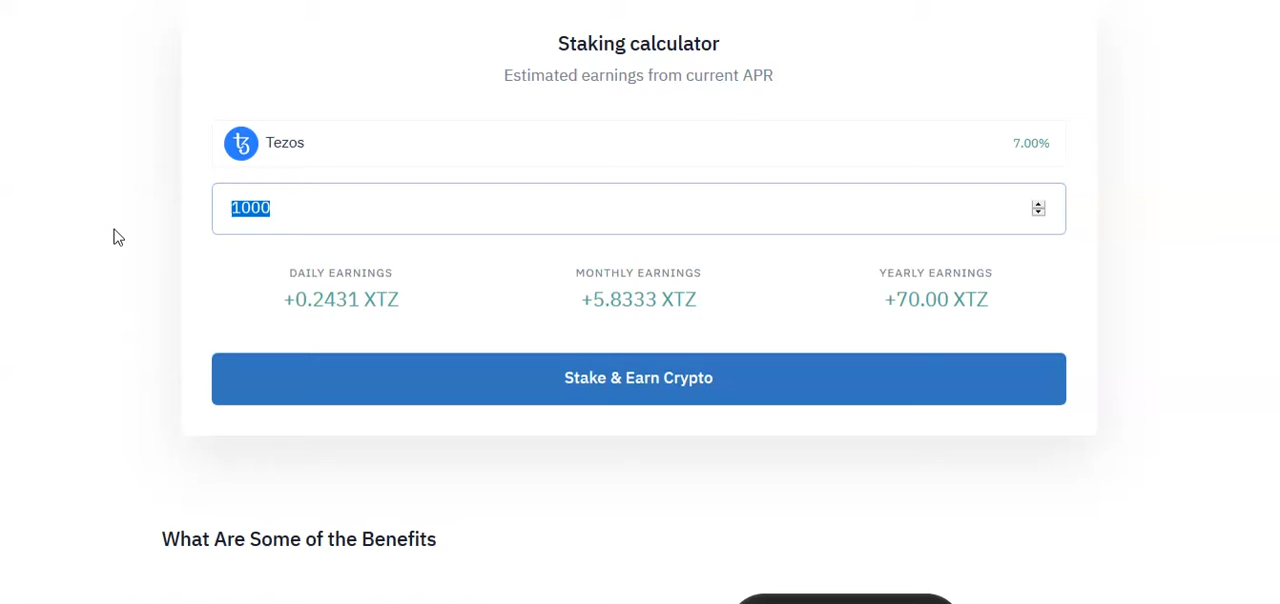 Staking calculator
Estimated earnings from current APR
Tezos 7.00%
1000
DAILY EARNINGS MONTHLY EARNINGS YEARLY EARNINGS
+0.2431 XTZ +5.8333 XTZ +70.00 XTZ
Stake & Earn Crypto
What Are Some of the Benefits